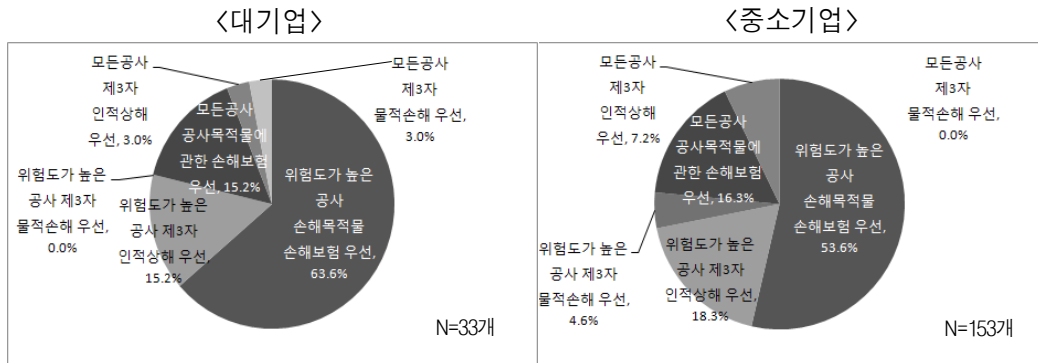 〈대기업〉
모든공사
제3자
인적상해
우선, 3.0%
모든공사
제3자
물적손해 우선,
3.0%
모든공사
공사목적물에
관한 손해보험
우선, 15.2%
위험도가 높은
공사 제3자
물적손해 우선,
0.0%
위험도가 높은
공사 제3자
인적상해 우선,
15.2%
위험도가 높은
공사
손해목적물
손해보험 우선,
63.6%
N=33개
〈중소기업〉
모든공사
제3자
인적상해
우선, 7.2%
모든공사
제3자
물적손해 우선,
0.0%
모든공사
공사목적물에
관한 손해보험
우선, 16.3%
위험도가 높은
공사
손해목적물
손해보험 우선,
53.6%
위험도가 높은
공사 제3자
물적손해 우선,
4.6%
위험도가 높은
공사 제3자
인적상해 우선,
18.3%
N=153개